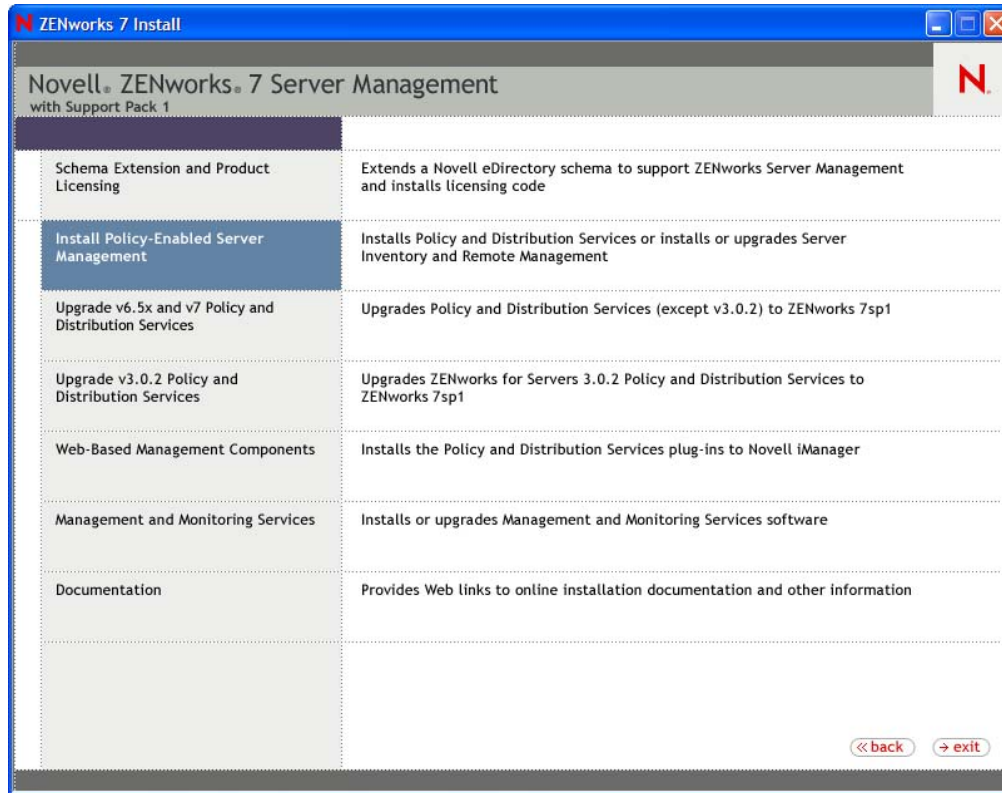 ZENworks 7 Install
Novell® ZENworks® 7 Server Management
with Support Pack 1
N®
Schema Extension and Product
Licensing
Extends a Novell eDirectory schema to support ZENworks Server Management
and installs licensing code
Install Policy-Enabled Server
Management
Installs Policy and Distribution Services or installs or upgrades Server
Inventory and Remote Management
Upgrade v6.5x and v7 Policy and
Distribution Services
Upgrades Policy and Distribution Services (except v3.0.2) to ZENworks 7sp1
Upgrade v3.0.2 Policy and
Distribution Services
Upgrades ZENworks for Servers 3.0.2 Policy and Distribution Services to
ZENworks 7sp1
Web-Based Management Components
Installs the Policy and Distribution Services plug-ins to Novell iManager
Management and Monitoring Services
Installs or upgrades Management and Monitoring Services software
Documentation
Provides Web links to online installation documentation and other information
« back
→ exit